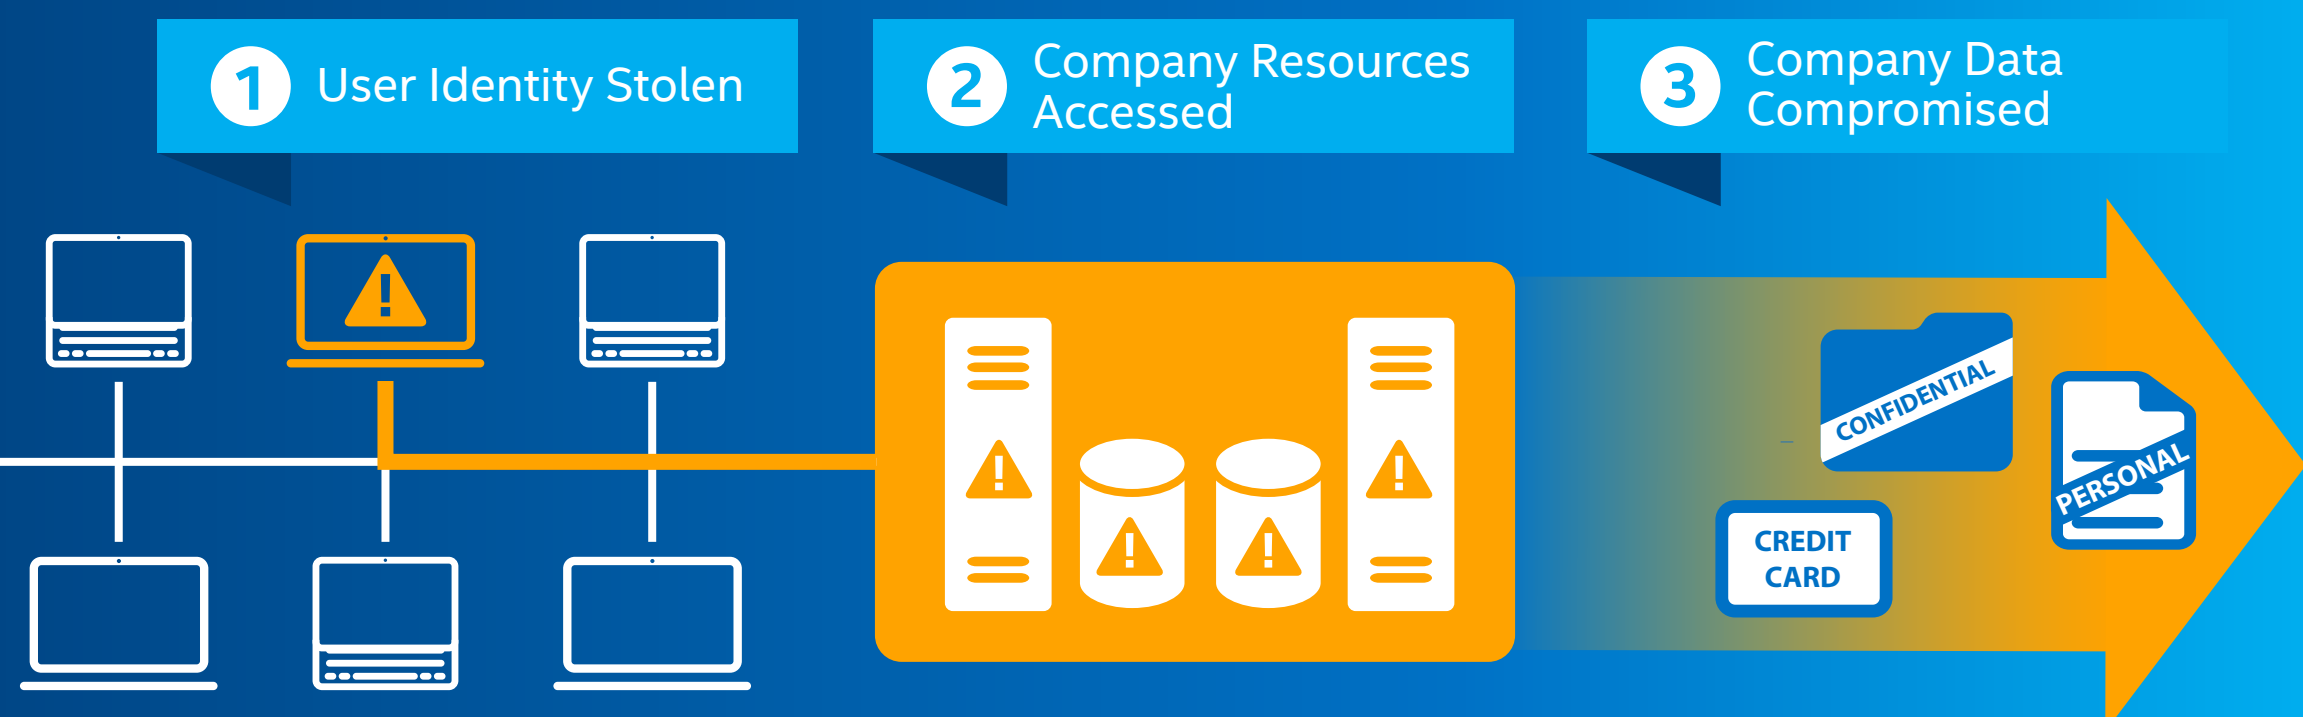 1 User Identity Stolen
2 Company Resources
Accessed
3 Company Data
Compromised
CONFIDENTIAL
PERSONAL
CREDIT
CARD